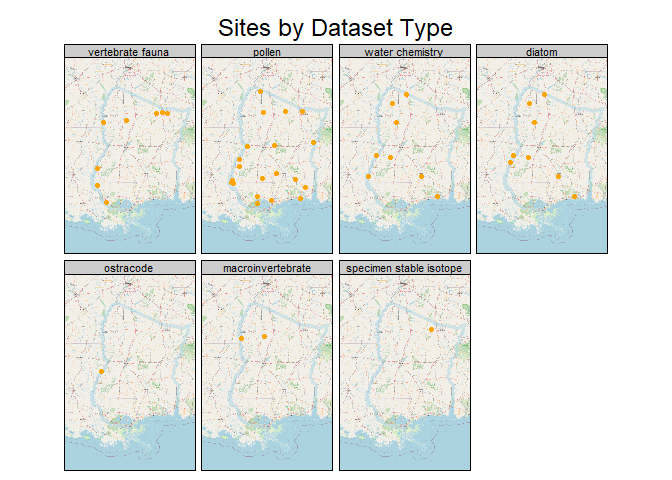 Sites by Dataset Type
vertebrate fauna
pollen
water chemistry
diatom
ostracode
macroinvertebrate
specimen stable isotope